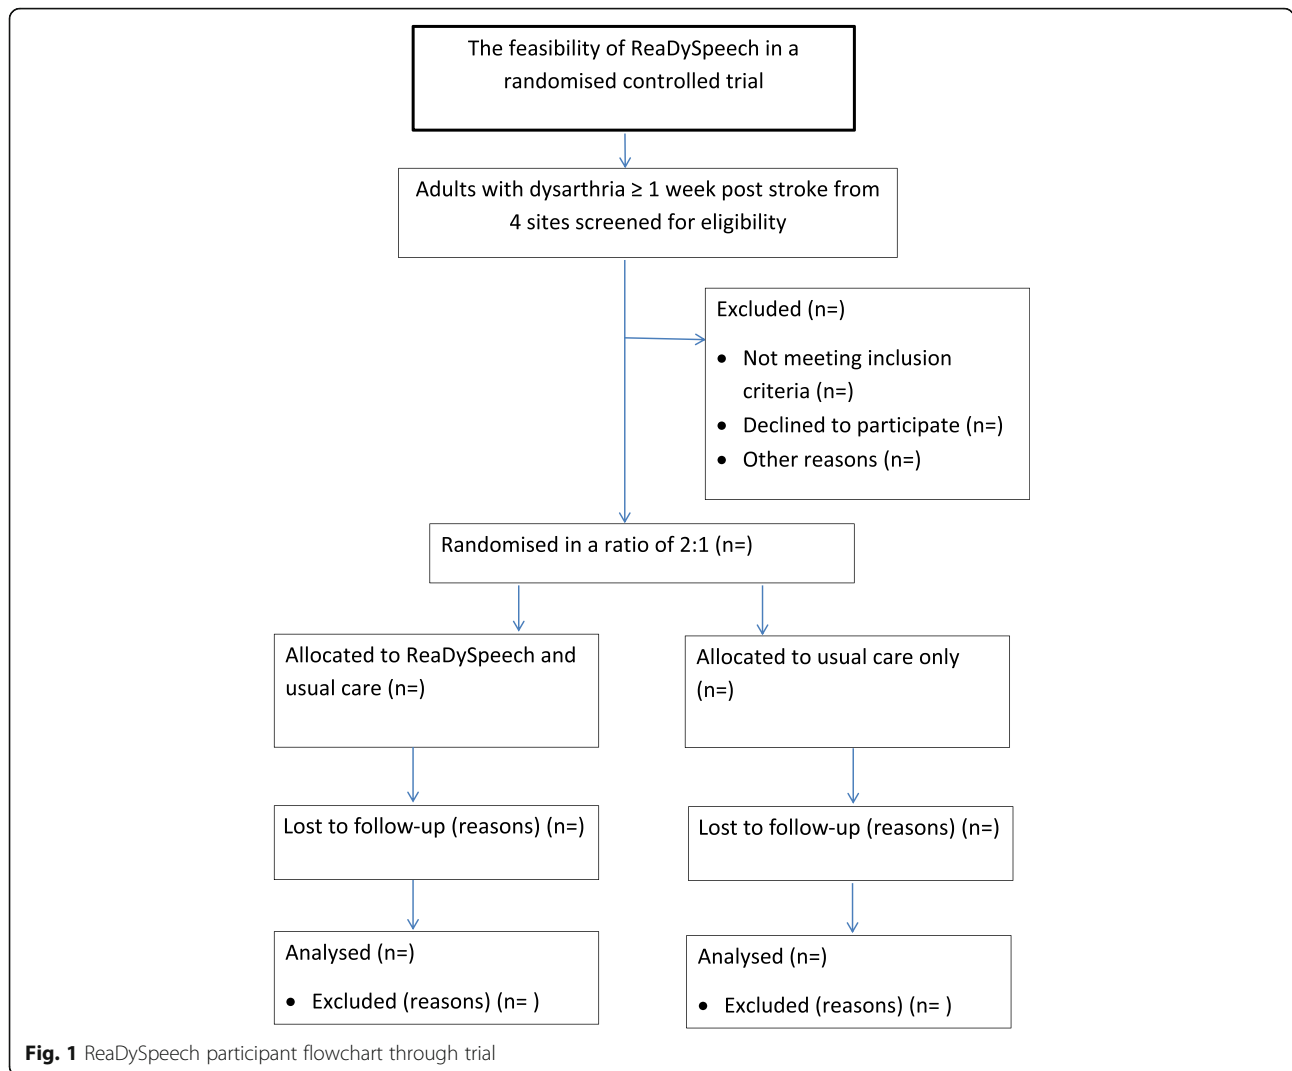 The feasibility of ReaDySpeech in a
randomised controlled trial
Adults with dysarthria ≥ 1 week post stroke from
4 sites screened for eligibility
Excluded (n=)
• Not meeting inclusion
criteria (n=)
• Declined to participate (n=)
• Other reasons (n=)
Randomised in a ratio of 2:1 (n=)
Allocated to ReaDySpeech and
usual care (n=)
Allocated to usual care only
(n=)
Lost to follow-up (reasons) (n=)
Lost to follow-up (reasons) (n=)
Analysed (n=)
• Excluded (reasons) (n= )
Analysed (n=)
• Excluded (reasons) (n= )
Fig. 1 ReaDySpeech participant flowchart through trial